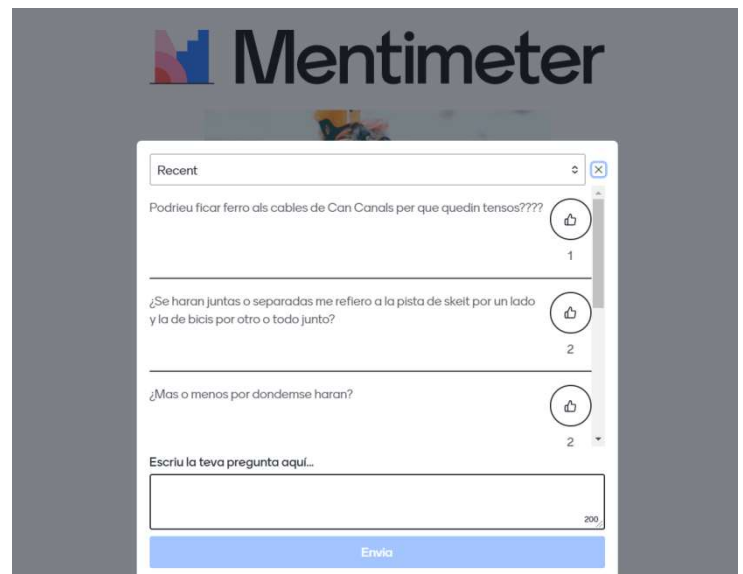 Mentimeter
Recent
Podrieu ficar ferro als cables de Can Canals per que quedin tensos????
1
¿Se haran juntas o separadas me refiero a la pista de skeit por un lado
y la de bicis por otro o todo junto?
2
¿Mas o menos por dondemse haran?
2
Escriu la teva pregunta aquí...
200
Envia